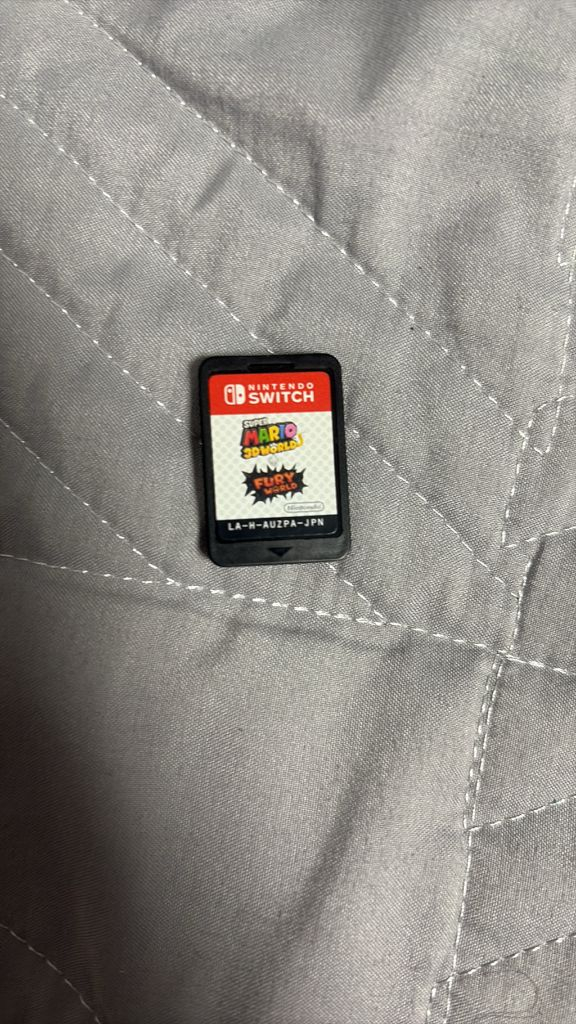 NINTENDO
SWITCH
SUPER
MARIO
3D WORLD
+
FURY
WORLD
Nintendo
LA-H-AUZPA-JPN